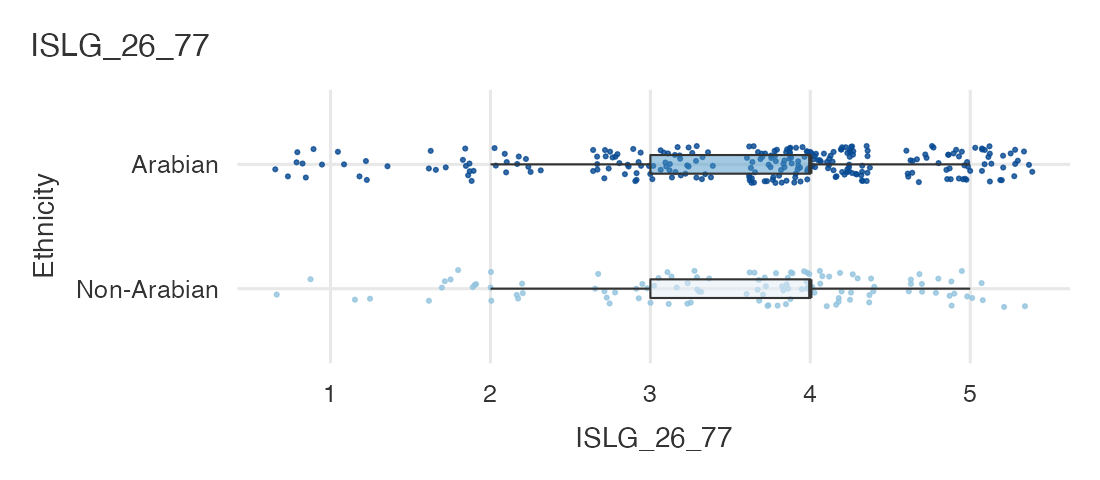 ISLG_26_77
Ethnicity
Arabian
Non-Arabian
1 2 3 4 5
ISLG_26_77